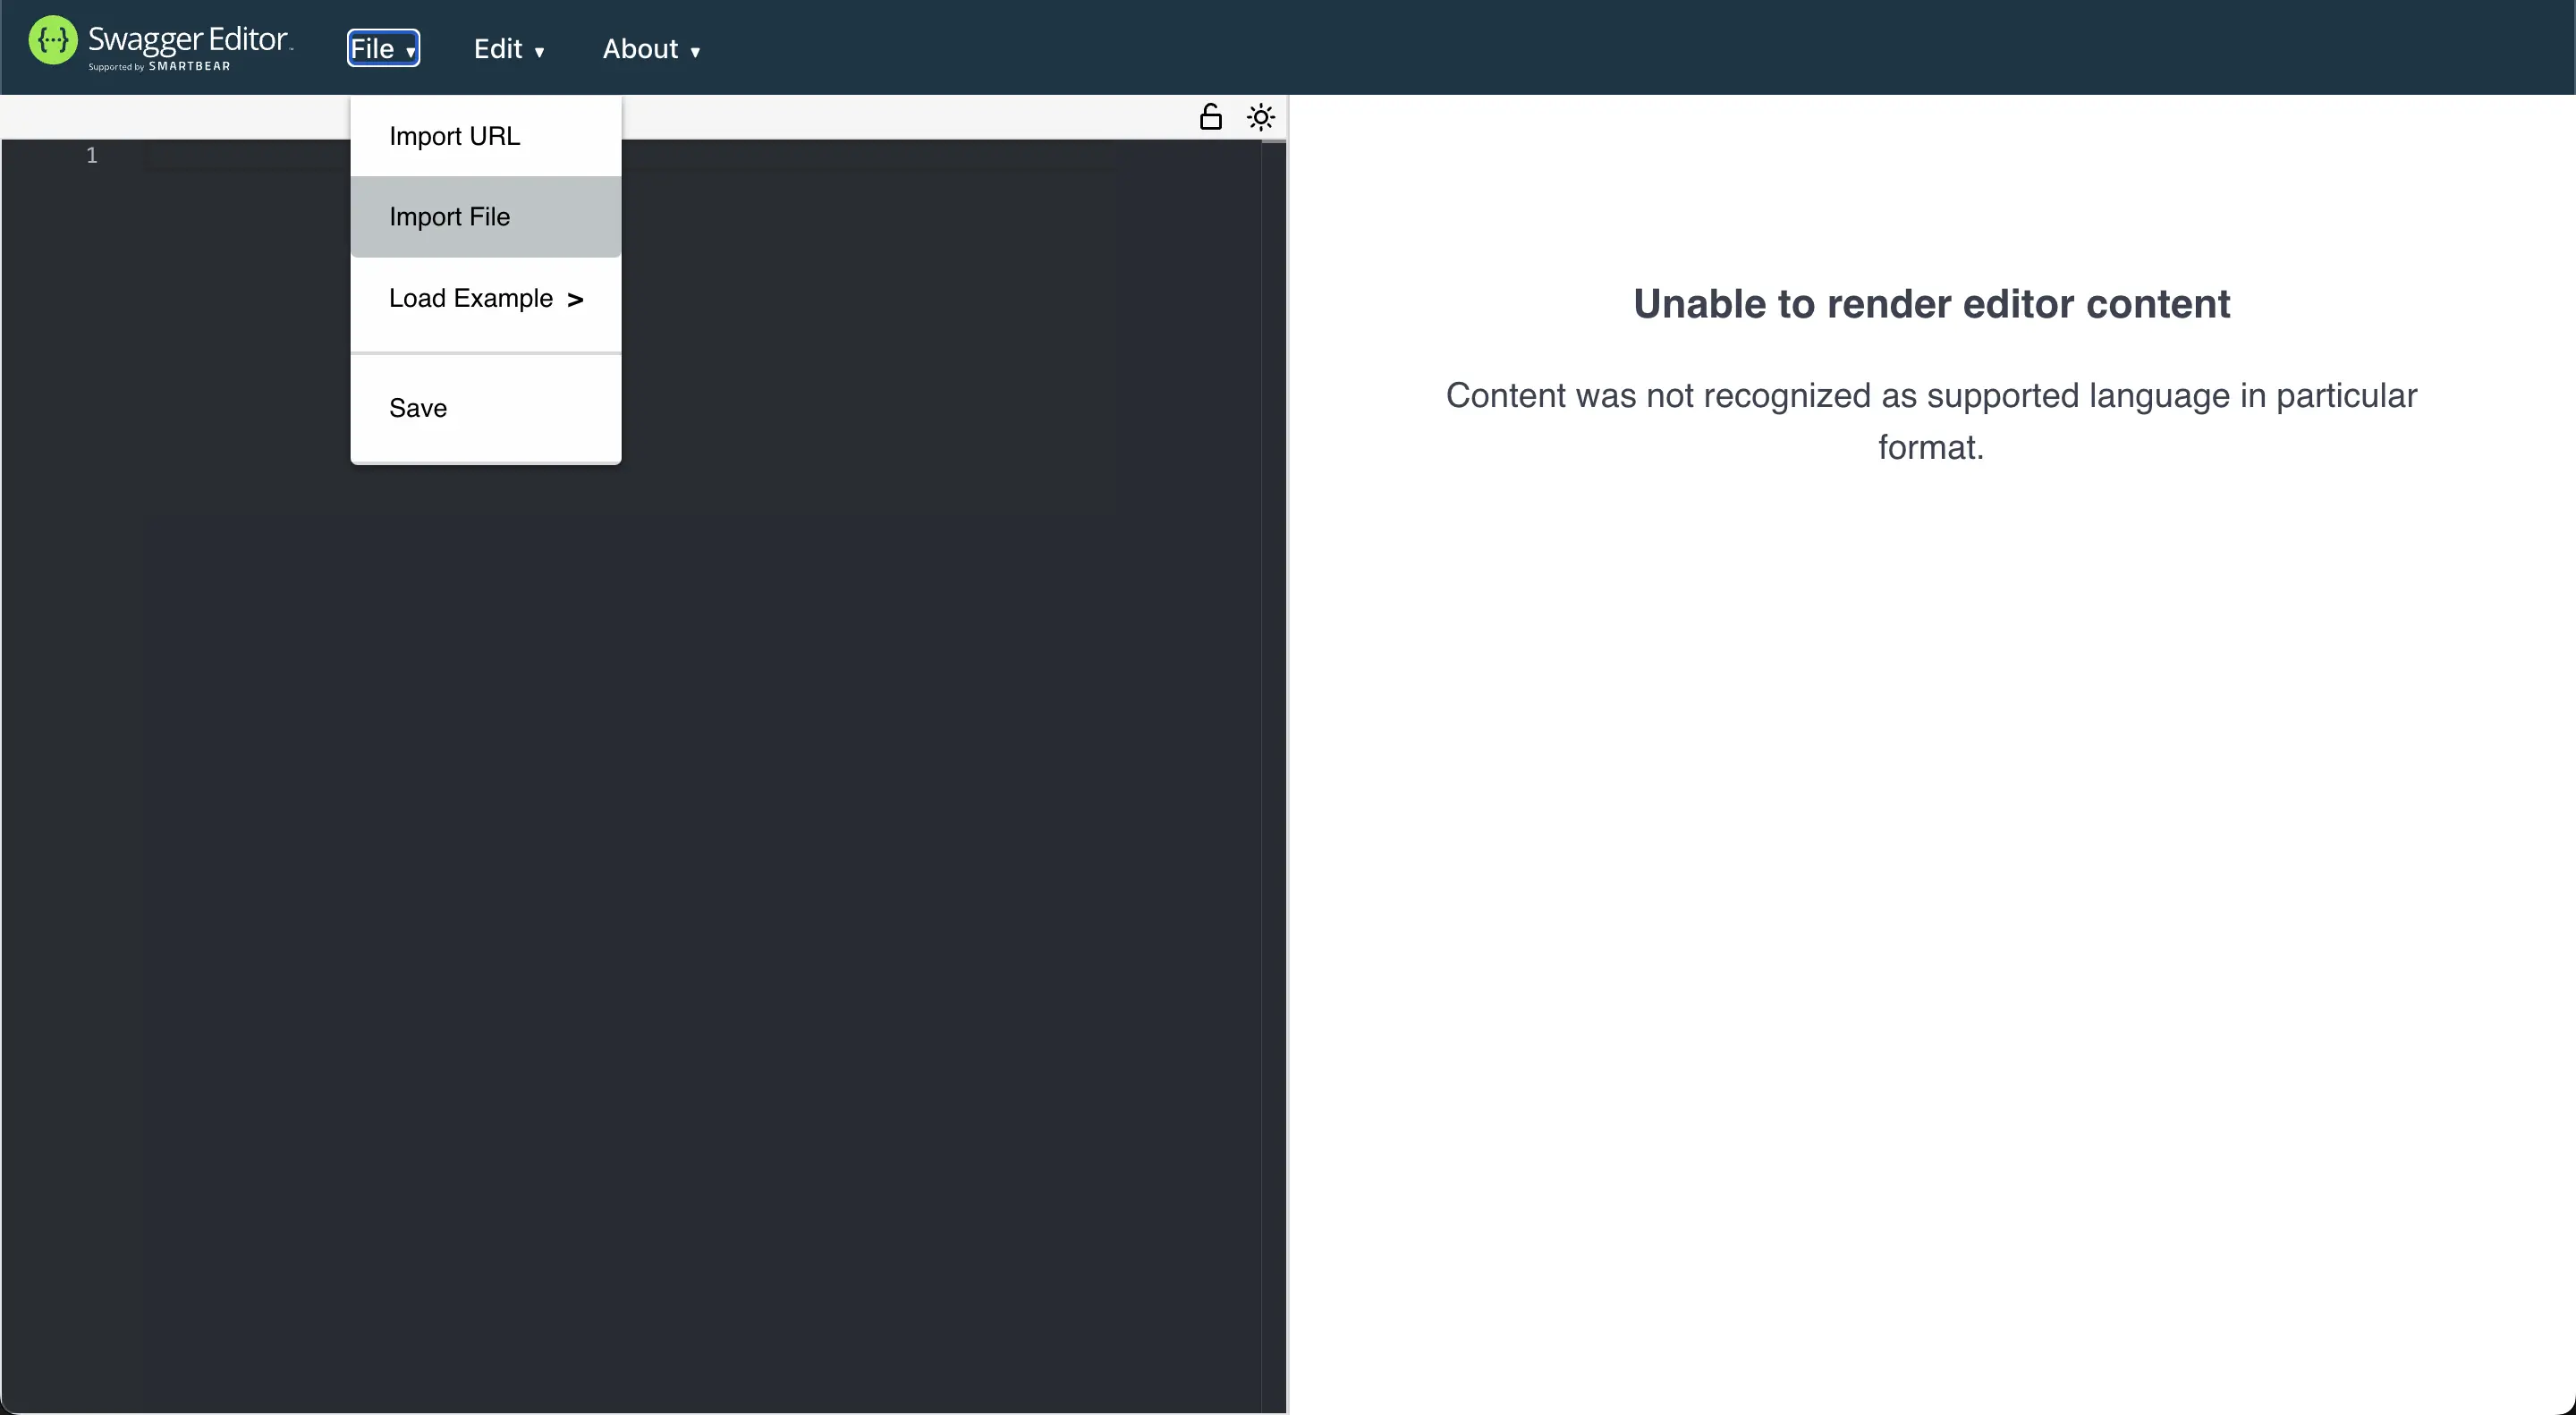 Swagger Editor
Supported by SMARTBEAR
File ▾
Edit ▾
About ▾
Import URL
Import File
Load Example >
Save
1
Unable to render editor content
Content was not recognized as supported language in particular
format.